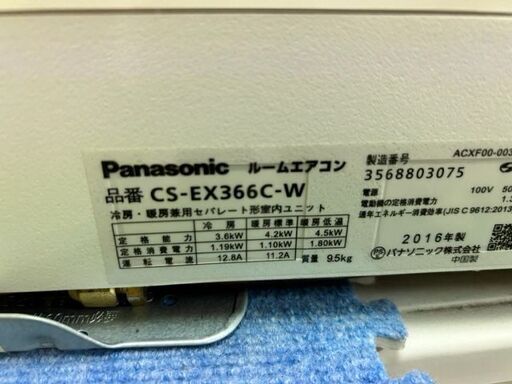 Panasonic ルームエアコン
品番 CS-EX366C-W
冷房・暖房兼用セパレート形室内ユニット
冷房 暖房標準 暖房低温
定格能力 3.6kW 4.2kW 4.5kW
定格消費電力 1.19kW 1.10kW 1.80kW
運転電流 12.8A 11.2A
質量 9.5kg
ACXF00-003
製造番号
3568803075
電源 100V 50
電動機の定格消費電力 1.3
通年エネルギー消費効率(JIS C 9612:2013
2016年製
パナソニック株式会社
中国製